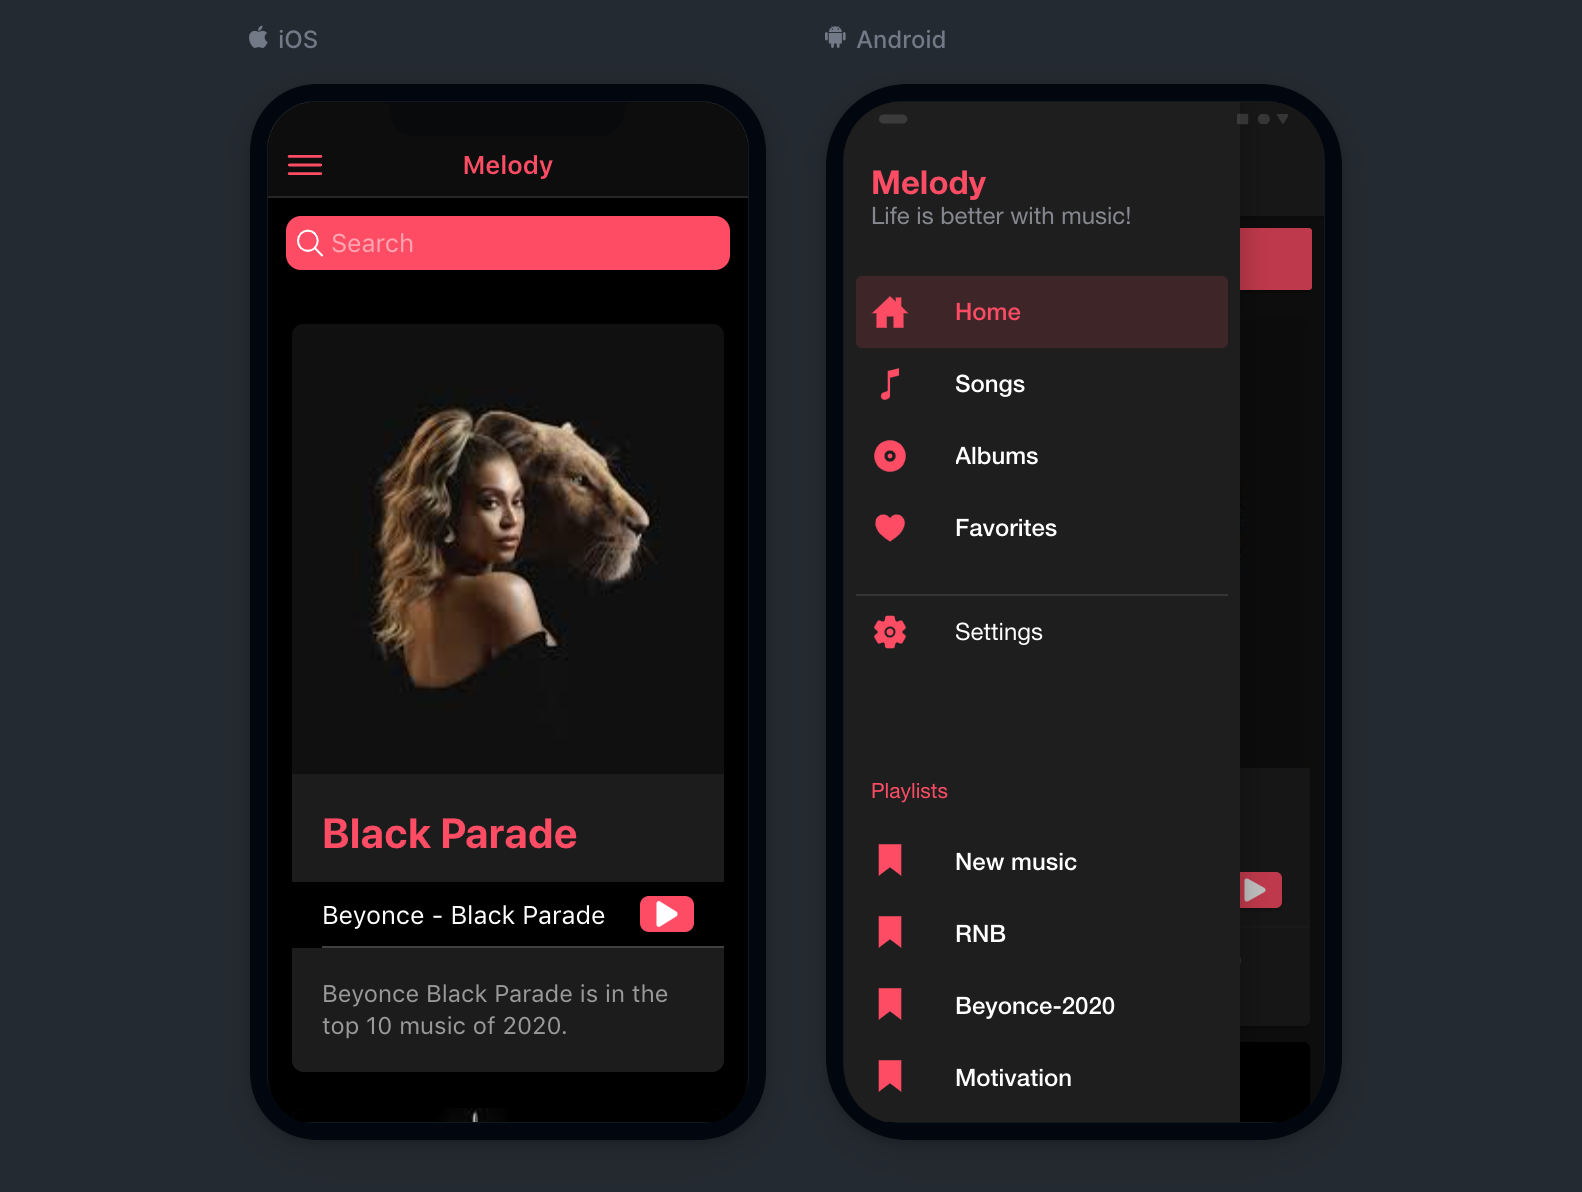 iOS
Melody
Search
Black Parade
Beyonce - Black Parade
Beyonce Black Parade is in the
top 10 music of 2020.
Android
Melody
Life is better with music!
Home
Songs
Albums
Favorites
Settings
Playlists
New music
RNB
Beyonce-2020
Motivation